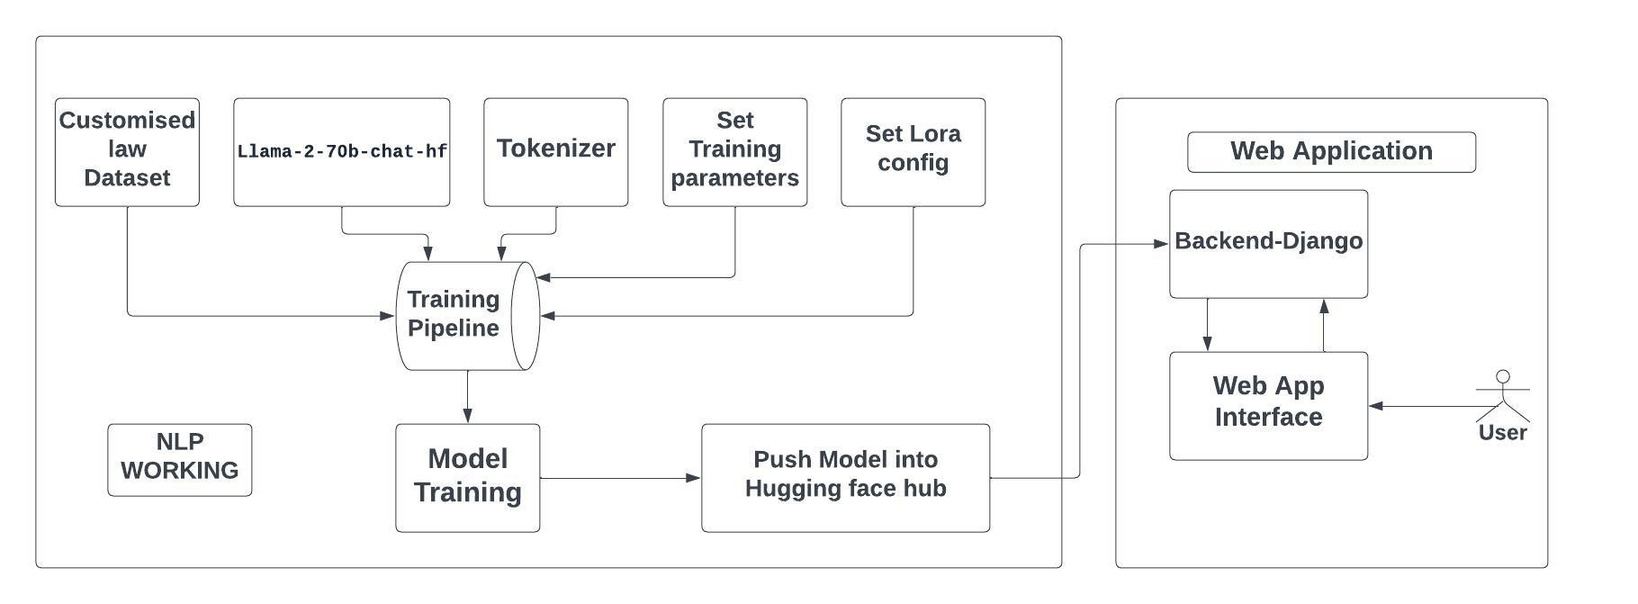 Customised
law
Dataset
Llama-2-70b-chat-hf
Tokenizer
Set
Training
parameters
Set Lora
config
Training
Pipeline
NLP
WORKING
Model
Training
Push Model into
Hugging face hub
Web Application
Backend-Django
Web App
Interface
User